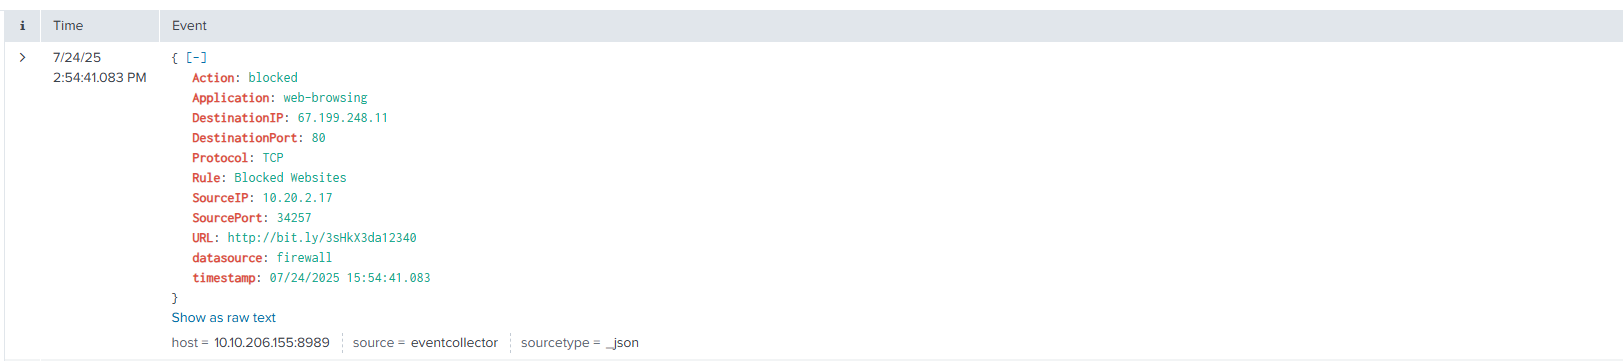 i Time Event
> 7/24/25 { [-]
2:54:41.083 PM Action: blocked
Application: web-browsing
DestinationIP: 67.199.248.11
DestinationPort: 80
Protocol: TCP
Rule: Blocked Websites
SourceIP: 10.20.2.17
SourcePort: 34257
URL: http://bit.ly/3sHkX3da12340
datasource: firewall
timestamp: 07/24/2025 15:54:41.083
}
Show as raw text
host = 10.10.206.155:8989 source = eventcollector sourcetype = _json